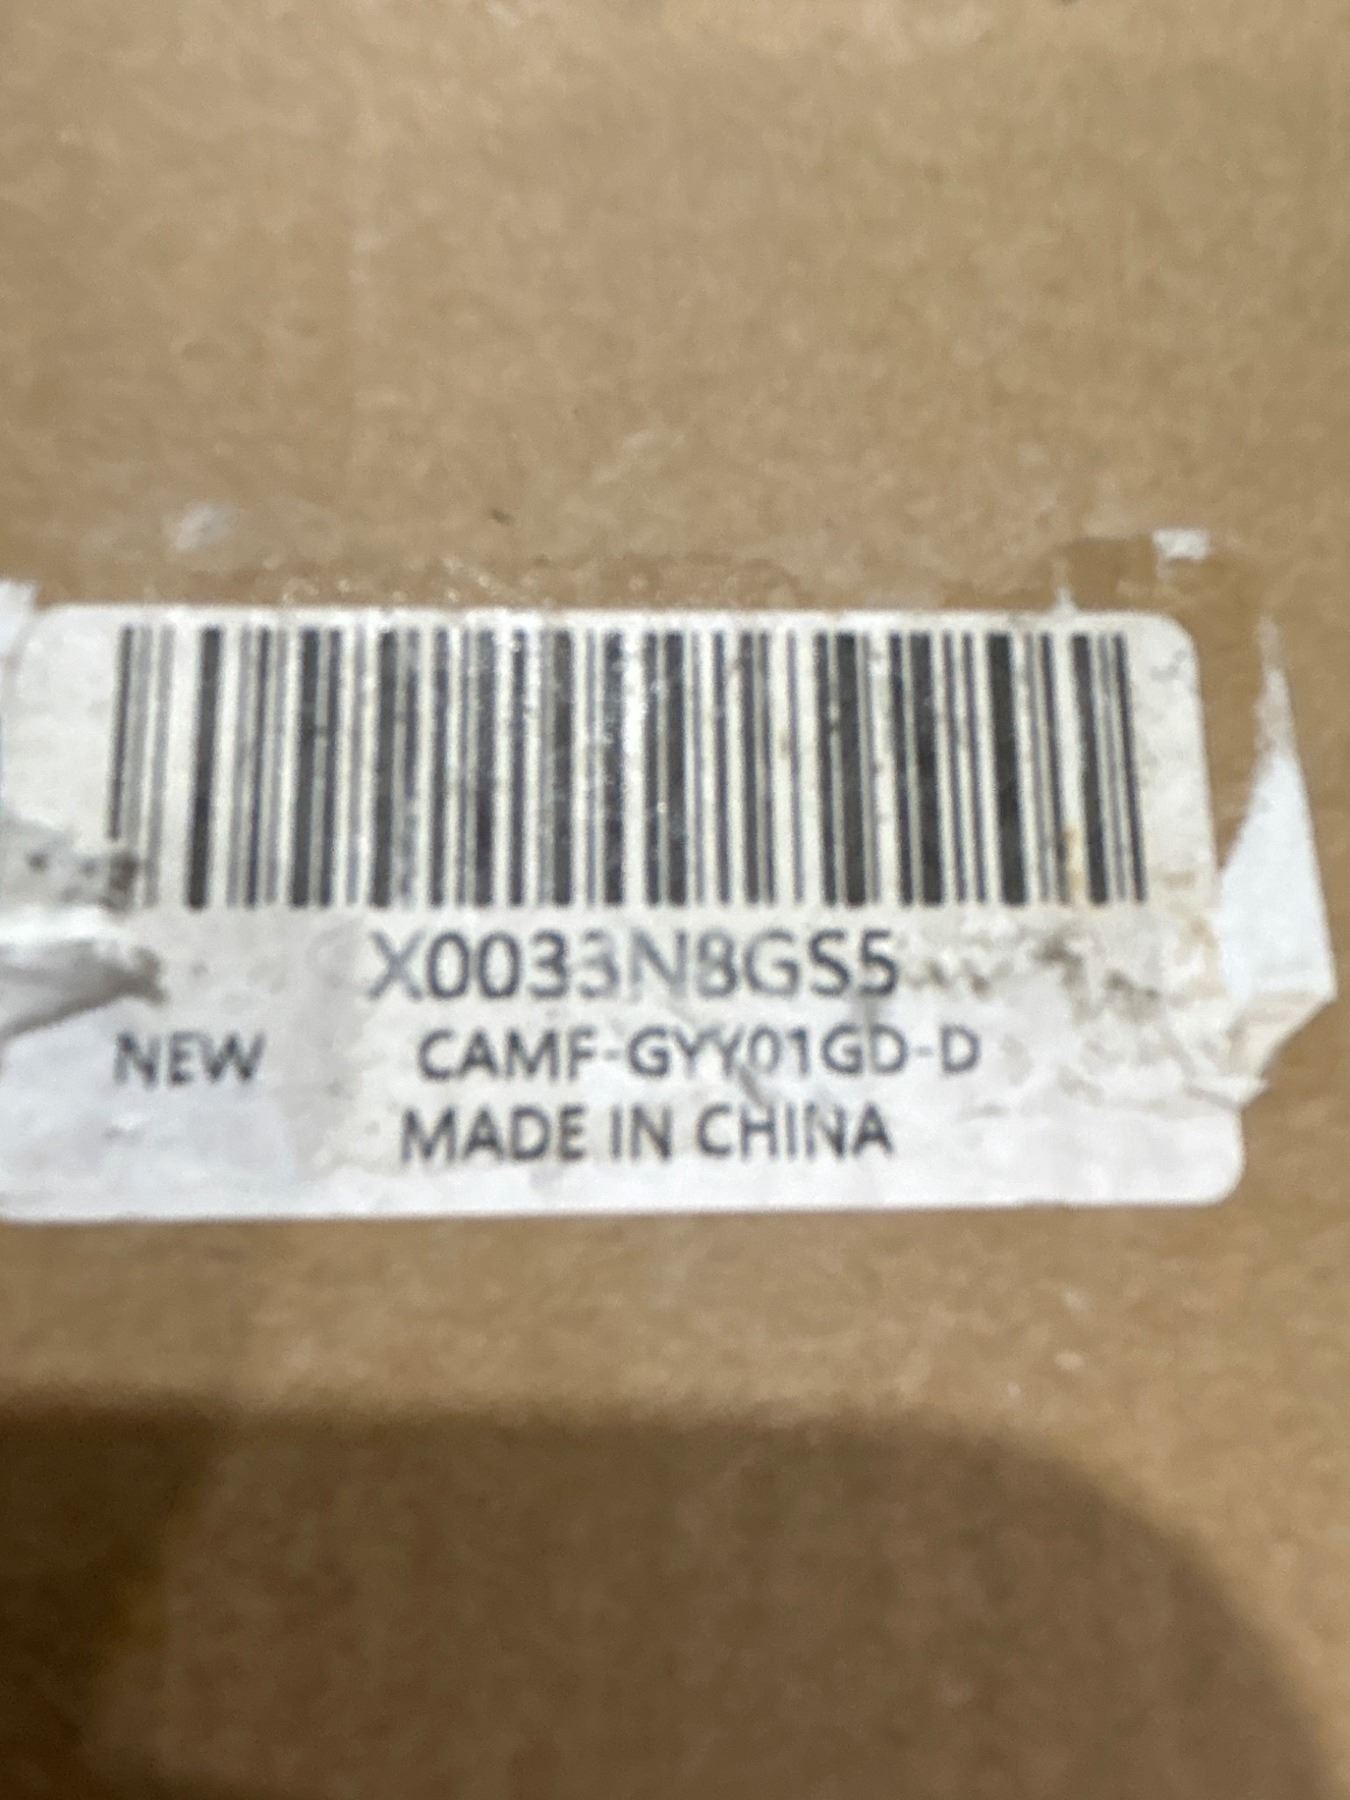 X0033N8GS5
NEW CAMF-GYY01GD-D
MADE IN CHINA